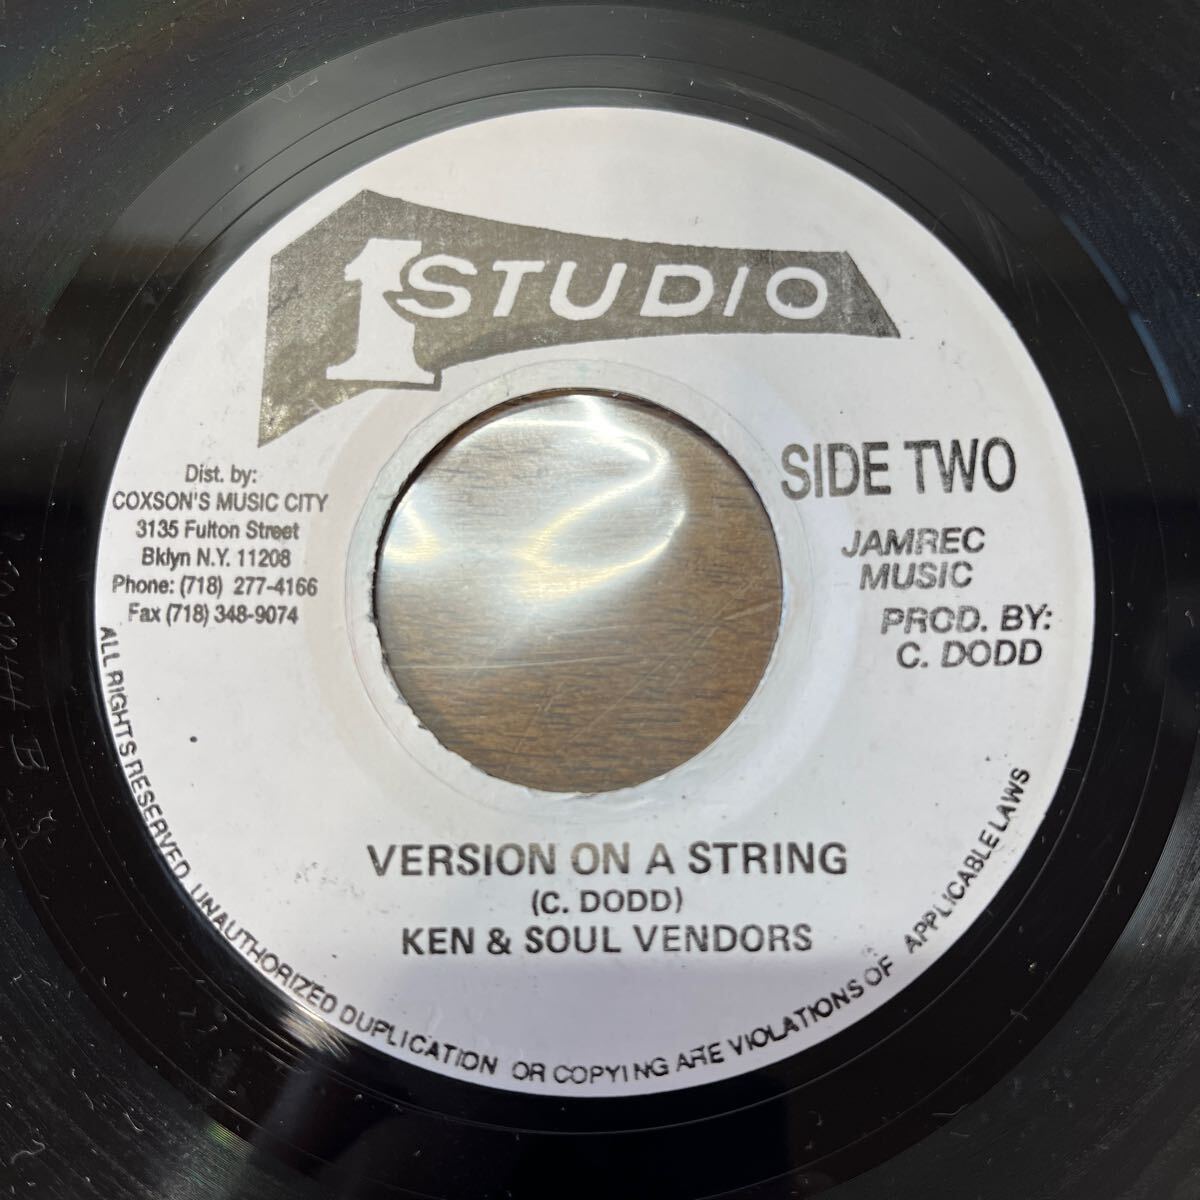 1 STUDIO
Dist. by:
COXSON'S MUSIC CITY
3135 Fulton Street
Bklyn N.Y. 11208
Phone: (718) 277-4166
Fax (718) 348-9074
SIDE TWO
JAMREC
MUSIC
PROD. BY:
C. DODD
VERSION ON A STRING
(C. DODD)
KEN & SOUL VENDORS
ALL RIGHTS RESERVED. UNAUTHORIZED DUPLICATION OR COPYING ARE VIOLATIONS OF APPLICABLE LAWS